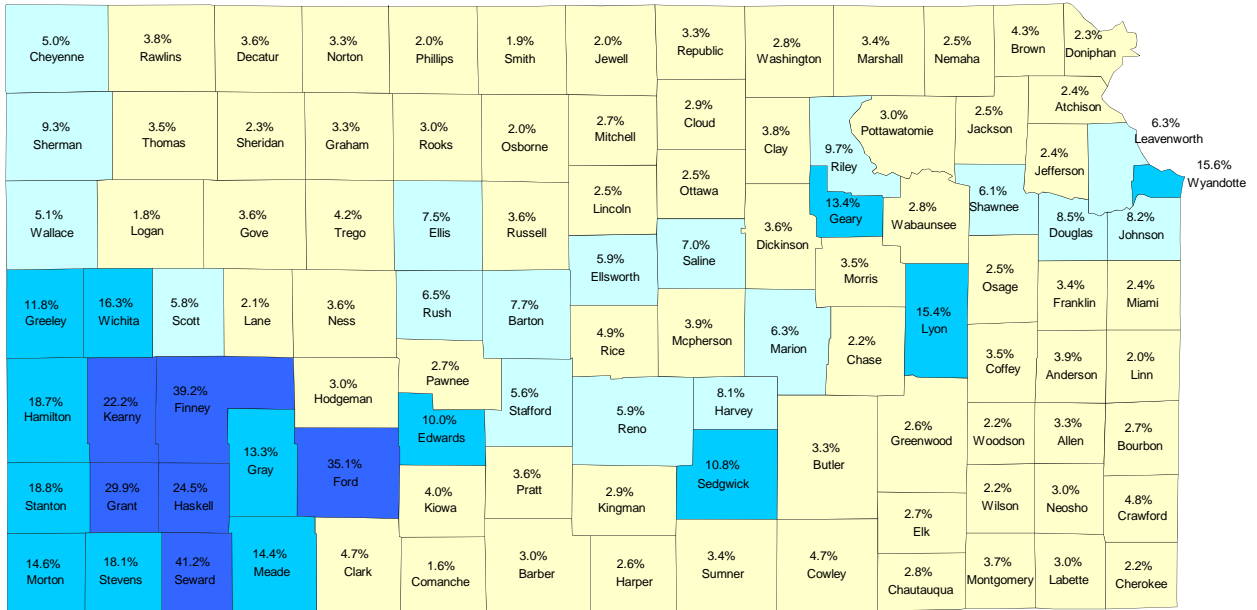 5.0%
Cheyenne
3.8%
Rawlins
3.6%
Decatur
3.3%
Norton
2.0%
Phillips
1.9%
Smith
2.0%
Jewell
3.3%
Republic
2.8%
Washington
3.4%
Marshall
2.5%
Nemaha
4.3%
Brown
2.3%
Doniphan
9.3%
Sherman
3.5%
Thomas
2.3%
Sheridan
3.3%
Graham
3.0%
Rooks
2.0%
Osborne
2.7%
Mitchell
2.9%
Cloud
3.8%
Clay
9.7%
Riley
3.0%
Pottawatomie
2.5%
Jackson
2.4%
Atchison
2.4%
Jefferson
6.3%
Leavenworth
15.6%
Wyandotte
5.1%
Wallace
1.8%
Logan
3.6%
Gove
4.2%
Trego
7.5%
Ellis
3.6%
Russell
2.5%
Lincoln
2.5%
Ottawa
3.6%
Dickinson
13.4%
Geary
2.8%
Wabaunsee
6.1%
Shawnee
8.5%
Douglas
8.2%
Johnson
5.9%
Ellsworth
7.0%
Saline
3.5%
Morris
2.5%
Osage
3.4%
Franklin
2.4%
Miami
11.8%
Greeley
16.3%
Wichita
5.8%
Scott
2.1%
Lane
3.6%
Ness
6.5%
Rush
7.7%
Barton
4.9%
Rice
3.9%
Mcpherson
6.3%
Marion
2.2%
Chase
15.4%
Lyon
3.5%
Coffey
3.9%
Anderson
2.0%
Linn
18.7%
Hamilton
22.2%
Kearny
39.2%
Finney
3.0%
Hodgeman
2.7%
Pawnee
5.6%
Stafford
5.9%
Reno
8.1%
Harvey
10.0%
Edwards
13.3%
Gray
35.1%
Ford
3.6%
Pratt
2.9%
Kingman
10.8%
Sedgwick
3.3%
Butler
2.6%
Greenwood
2.2%
Woodson
3.3%
Allen
2.7%
Bourbon
18.8%
Stanton
29.9%
Grant
24.5%
Haskell
4.0%
Kiowa
2.7%
Elk
2.2%
Wilson
3.0%
Neosho
4.8%
Crawford
14.6%
Morton
18.1%
Stevens
41.2%
Seward
14.4%
Meade
4.7%
Clark
1.6%
Comanche
3.0%
Barber
2.6%
Harper
3.4%
Sumner
4.7%
Cowley
2.8%
Chautauqua
3.7%
Montgomery
3.0%
Labette
2.2%
Cherokee